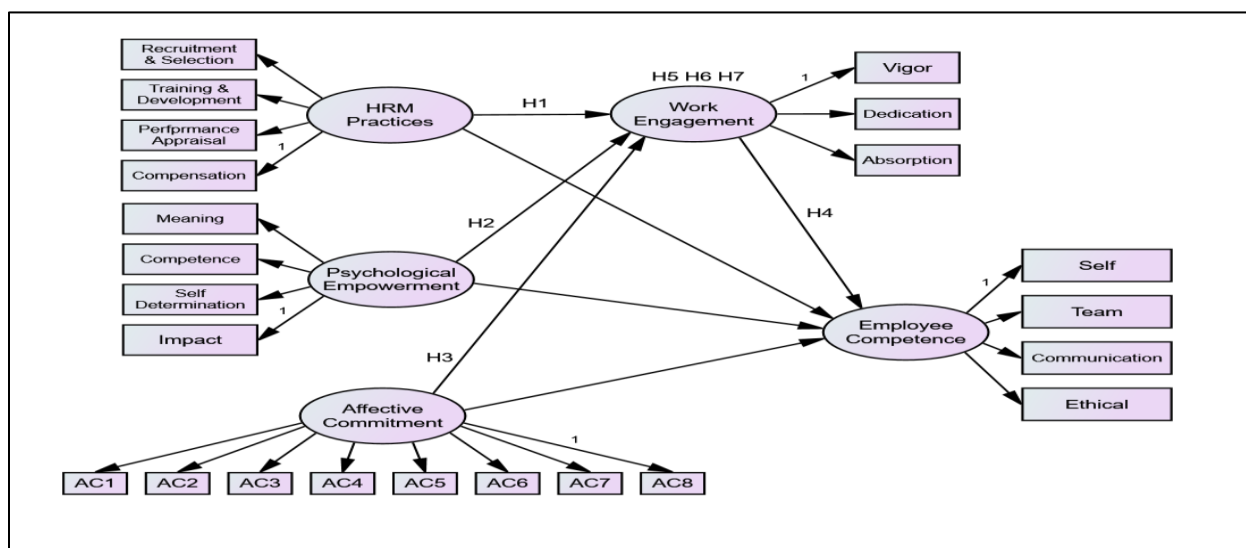 Recruitment
& Selection
Training &
Development
Perfprmance
Appraisal
1
Compensation
HRM
Practices
H1
H5 H6 H7
Work
Engagement
1
Vigor
Dedication
Absorption
Meaning
Competence
Self
Determination
1
Impact
Psychological
Empowerment
H2
H4
H3
Employee
Competence
1
Self
Team
Communication
Ethical
Affective
Commitment
1
AC1
AC2
AC3
AC4
AC5
AC6
AC7
AC8